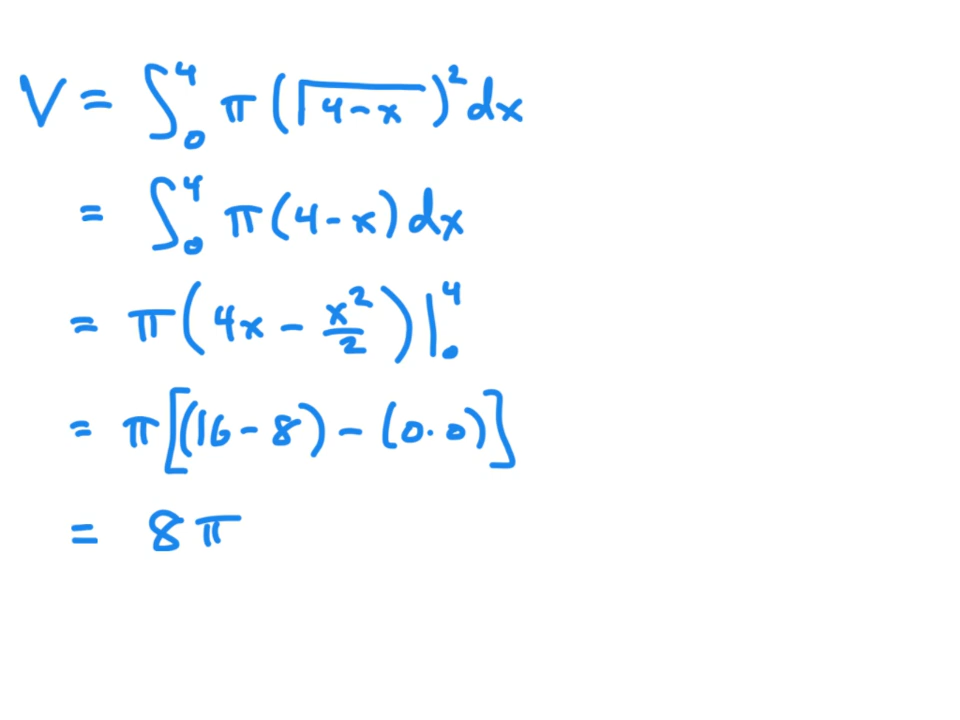 V = ∫₀⁴ π(√(4-x))² dx
= ∫₀⁴ π(4-x) dx
= π(4x - x²/2)|₀⁴
= π[(16-8) - (0·0)]
= 8π